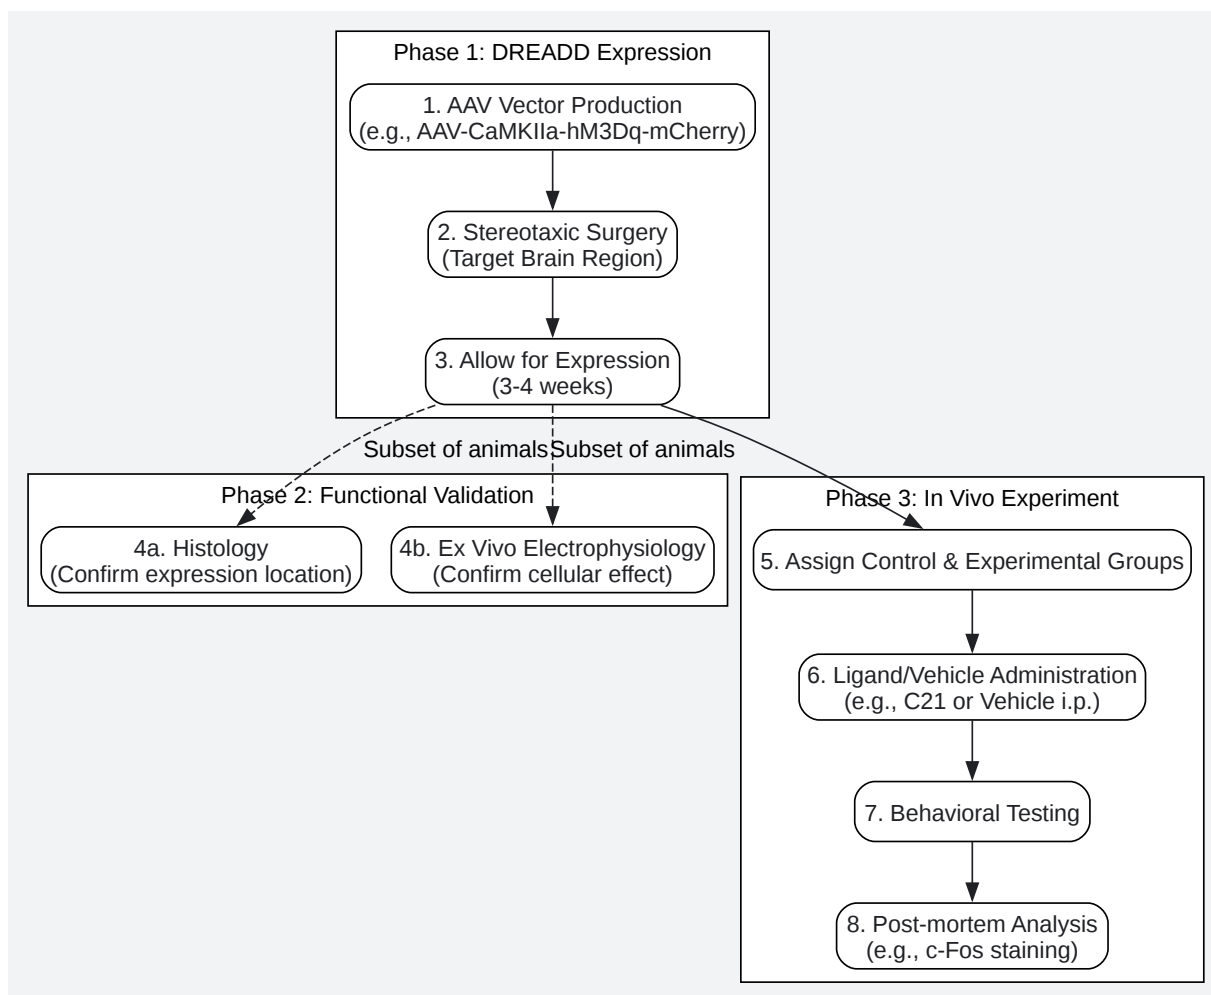 Phase 1: DREADD Expression
1. AAV Vector Production
(e.g., AAV-CaMKIIa-hM3Dq-mCherry)
2. Stereotaxic Surgery
(Target Brain Region)
3. Allow for Expression
(3-4 weeks)
Subset of animals
Subset of animals
Phase 2: Functional Validation
4a. Histology
(Confirm expression location)
4b. Ex Vivo Electrophysiology
(Confirm cellular effect)
Phase 3: In Vivo Experiment
5. Assign Control & Experimental Groups
6. Ligand/Vehicle Administration
(e.g., C21 or Vehicle i.p.)
7. Behavioral Testing
8. Post-mortem Analysis
(e.g., c-Fos staining)